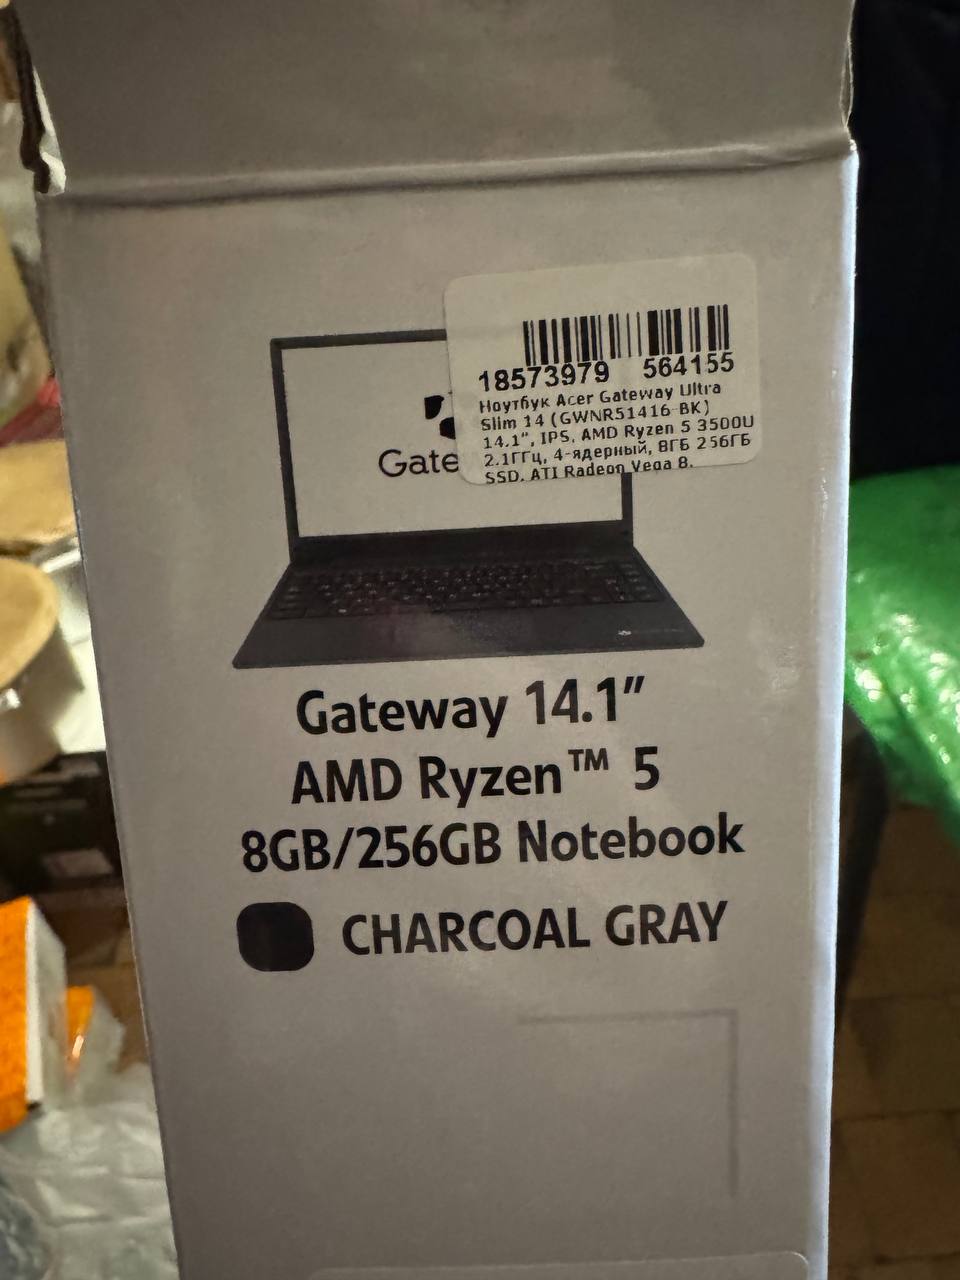 18573979 564155
Ноутбук Acer Gateway Ultra
Slim 14 (GWNR51416-BK)
14.1", IPS, AMD Ryzen 5 3500U
2.1ГГц, 4-ядерный, 8ГБ 256ГБ
SSD, ATI Radeon Vega 8,
Gate
Gateway 14.1"
AMD Ryzen™ 5
8GB/256GB Notebook
CHARCOAL GRAY